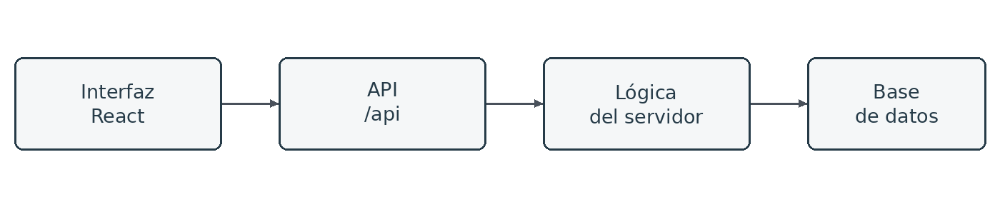 Interfaz
React
API
/api
Lógica
del servidor
Base
de datos